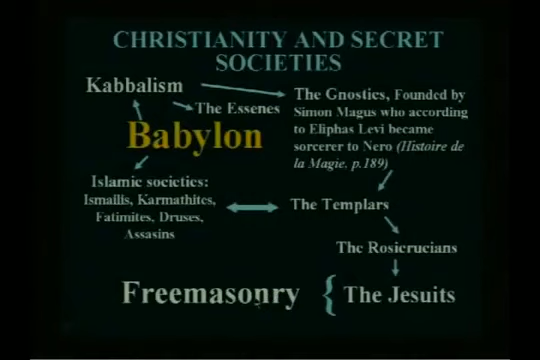 CHRISTIANITY AND SECRET
SOCIETIES
Kabbalism
The Essenes
Babylon
The Gnostics, Founded by
Simon Magus who according
to Eliphas Levi became
sorcerer to Nero (Histoire de
la Magie, p.189)
Islamic societies:
Ismailis, Karmathites,
Fatimites, Druses,
Assasins
The Templars
The Rosicrucians
Freemasonry { The Jesuits